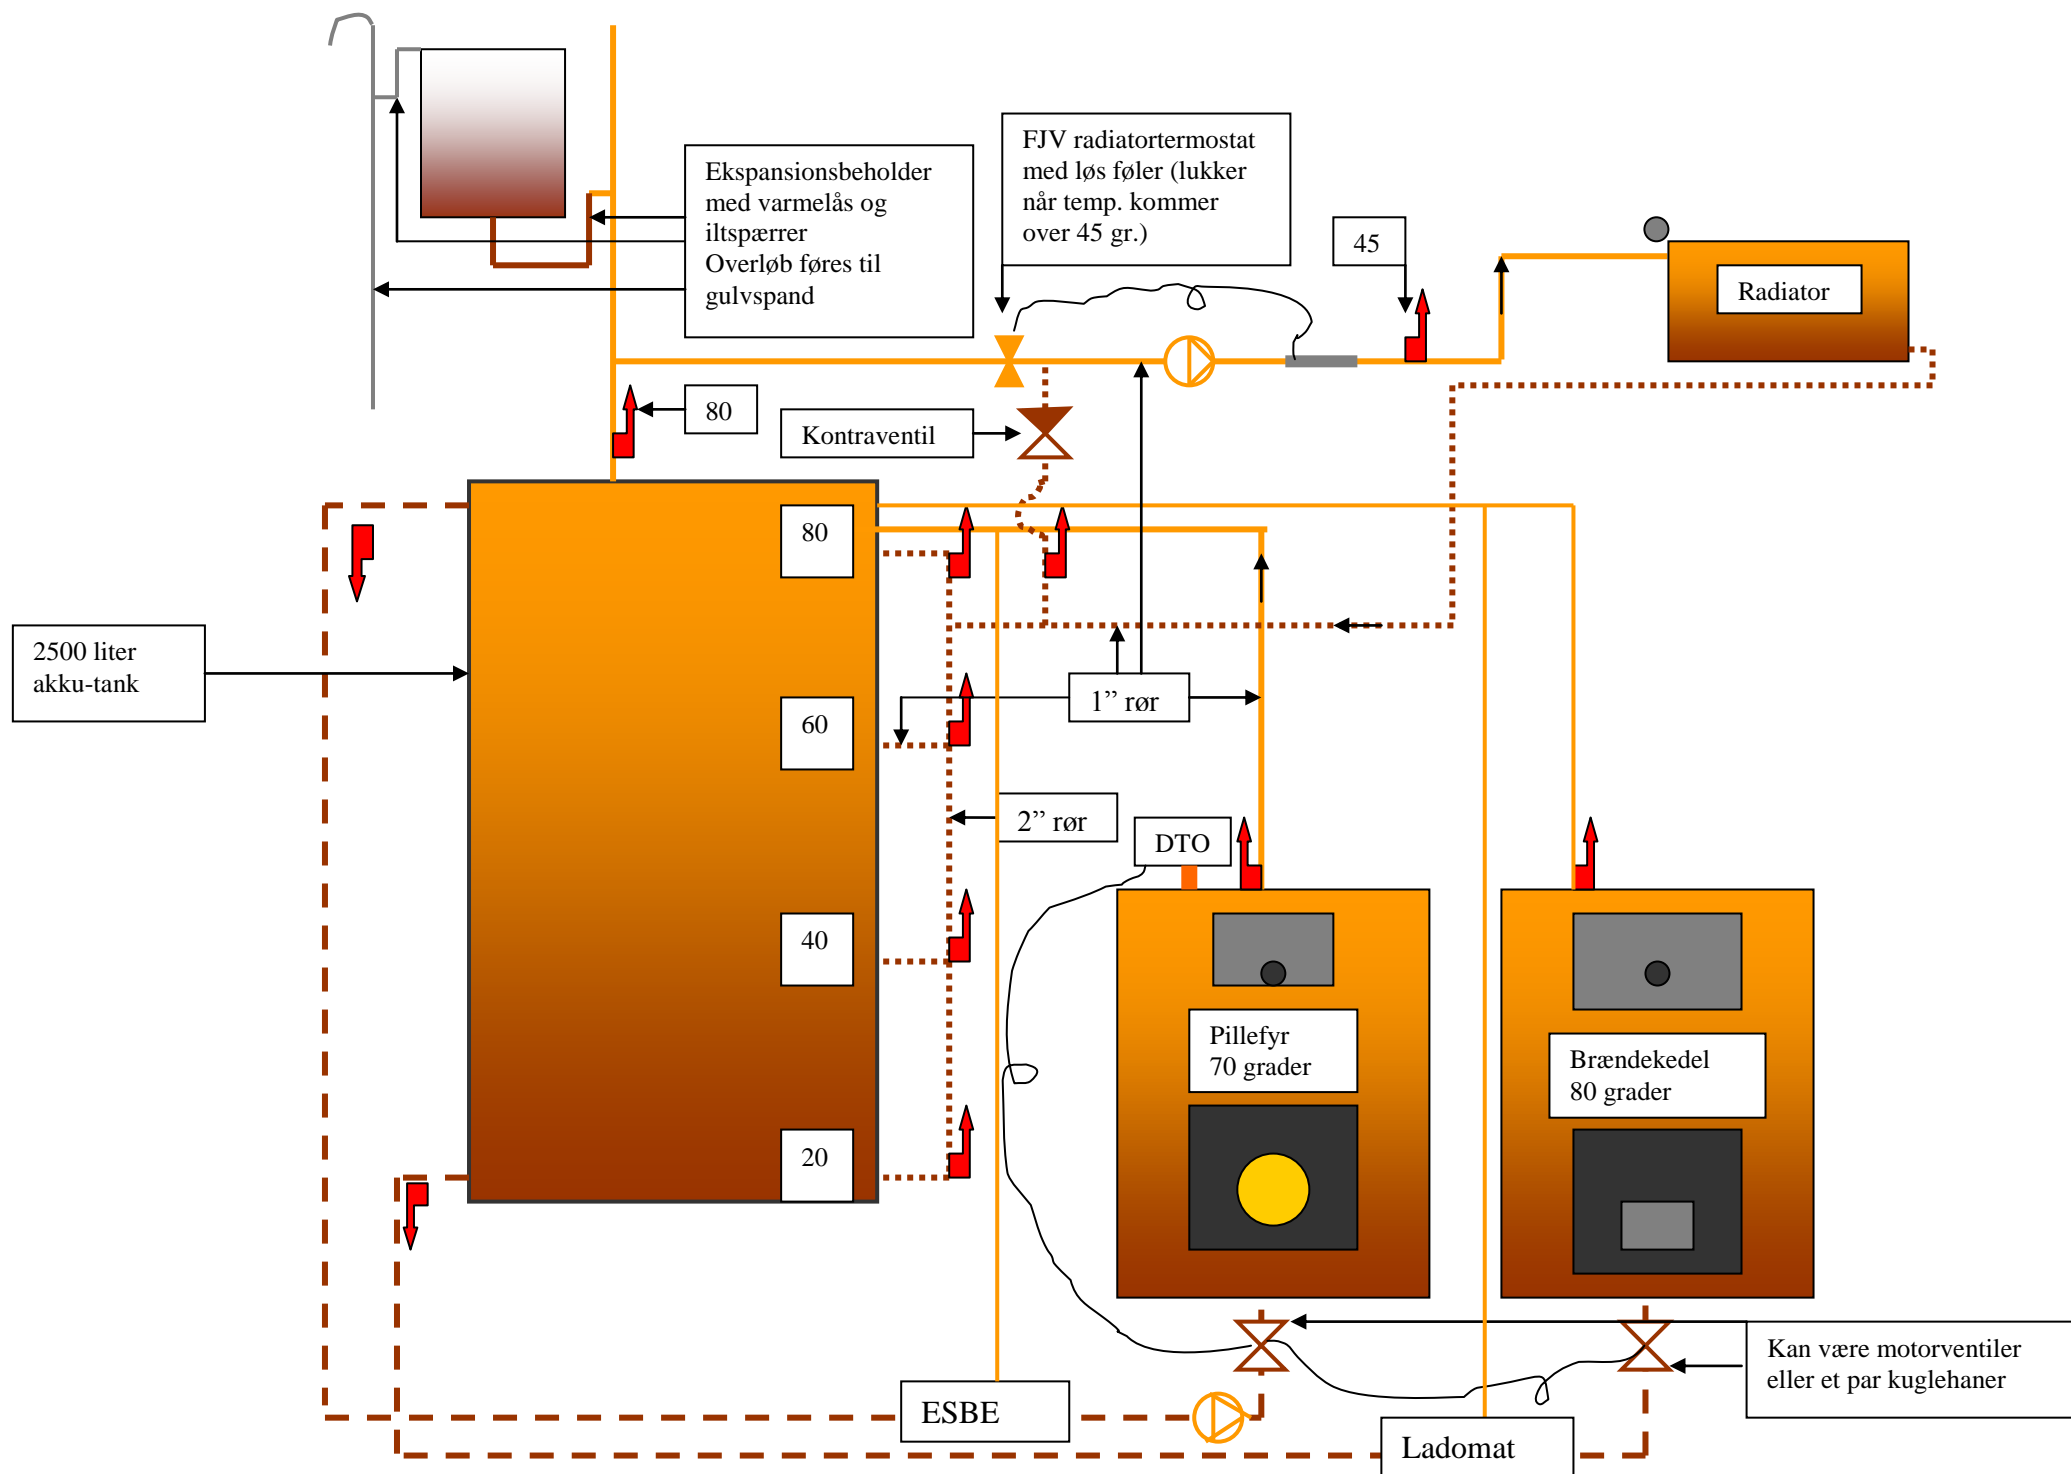 Ekspansionsbeholder
med varmelås og
iltspærrer
Overløb føres til
gulvspand
FJV radiatortermostat
med løs føler (lukker
når temp. kommer
over 45 gr.)
45
Radiator
80
Kontraventil
80
2500 liter
akku-tank
60
1” rør
2” rør
DTO
40
Pillefyr
70 grader
Brændekedel
80 grader
20
Kan være motorventiler
eller et par kuglehaner
ESBE
Ladomat